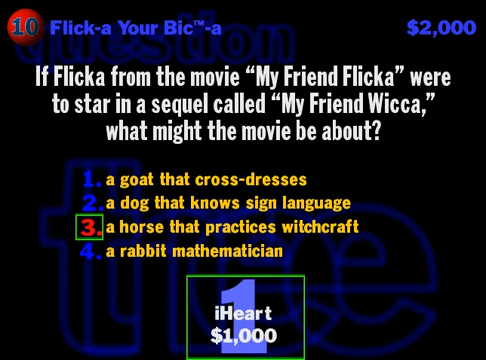 10 Flick-a Your Bic™-a $2,000
If Flicka from the movie “My Friend Flicka” were
to star in a sequel called “My Friend Wicca,”
what might the movie be about?
1. a goat that cross-dresses
2. a dog that knows sign language
3. a horse that practices witchcraft
4. a rabbit mathematician
1
iHeart
$1,000
question